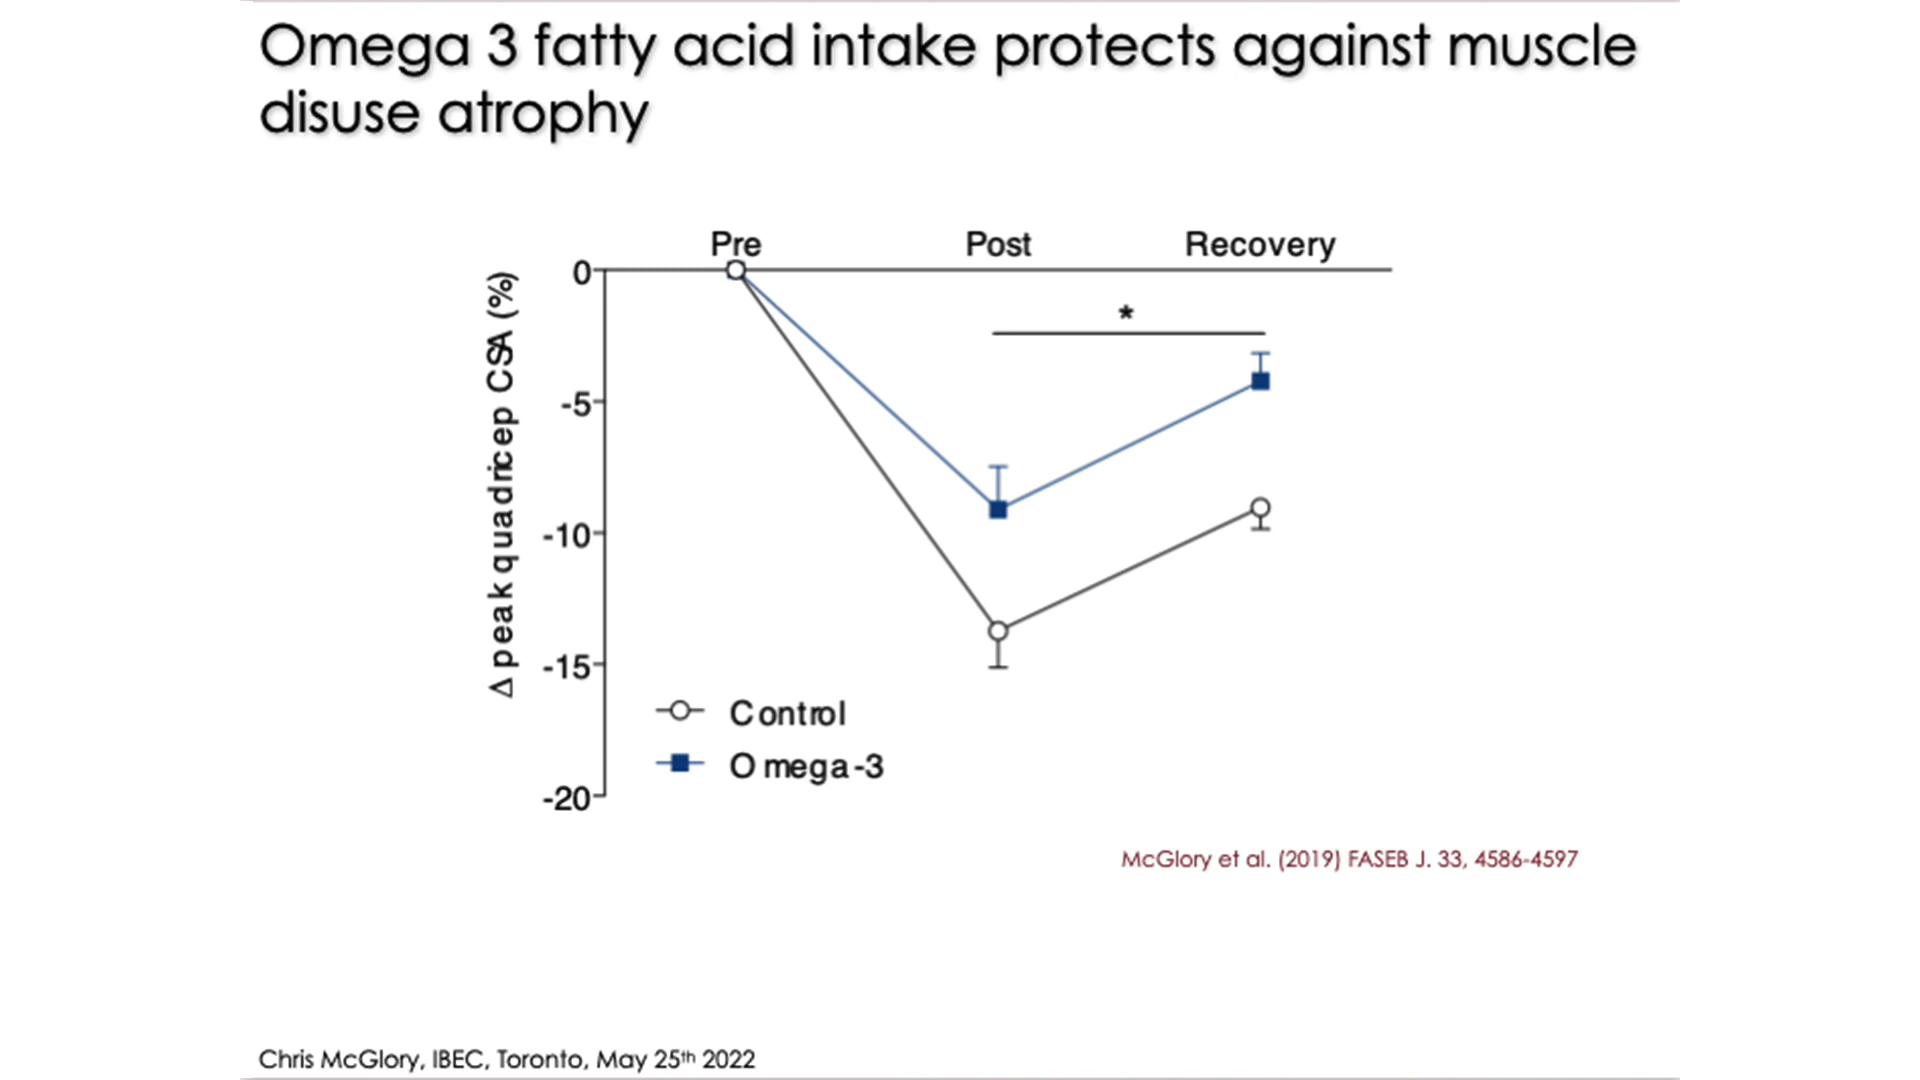 Omega 3 fatty acid intake protects against muscle
disuse atrophy
Pre Post Recovery
0
*
-5
-10
-15
-20
Δ peak quadricep CSA (%)
Control
Omega-3
McGlory et al. (2019) FASEB J. 33, 4586-4597
Chris McGlory, IBEC, Toronto, May 25th 2022